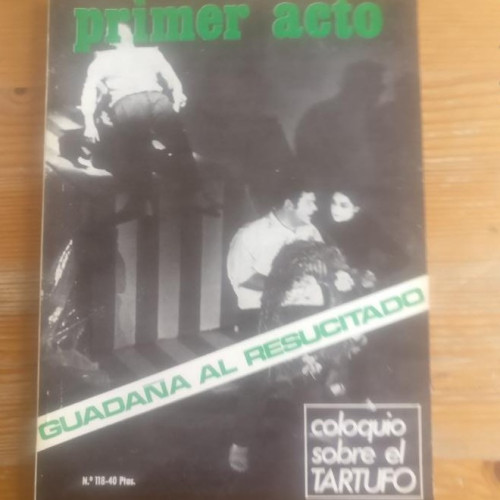 primer acto
GUADAÑA AL RESUCITADO
coloquio
sobre el
TARTUFO
N.º 118-40 Ptas.